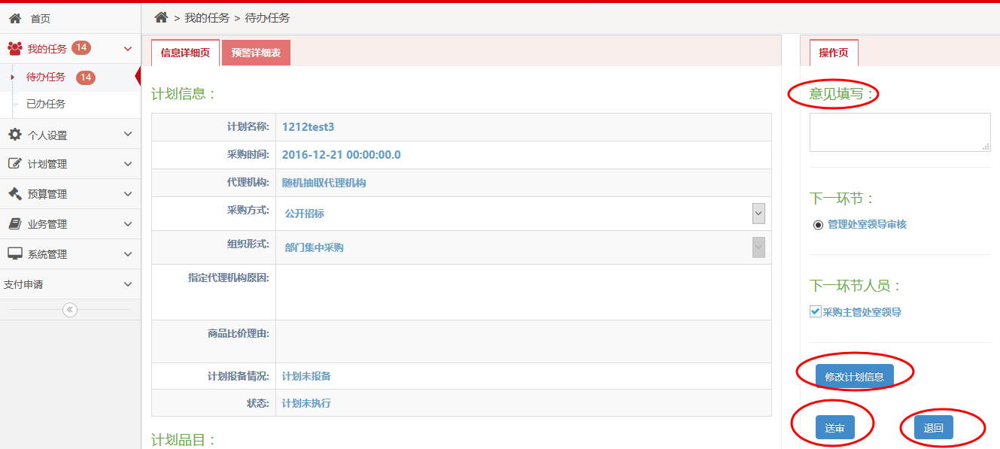 首页
我的任务 14
待办任务 14
已办任务
个人设置
计划管理
预算管理
业务管理
系统管理
支付申请
> 我的任务 > 待办任务
信息详细页 预警详细表
计划信息：
计划名称: 1212test3
采购时间: 2016-12-21 00:00:00.0
代理机构: 随机抽取代理机构
采购方式: 公开招标
组织形式: 部门集中采购
指定代理机构原因:
商品比价理由:
计划报备情况: 计划未报备
状态: 计划未执行
计划品目：
操作页
意见填写：
下一环节：
管理处室领导审核
下一环节人员：
采购主管处室领导
修改计划信息
送审 退回